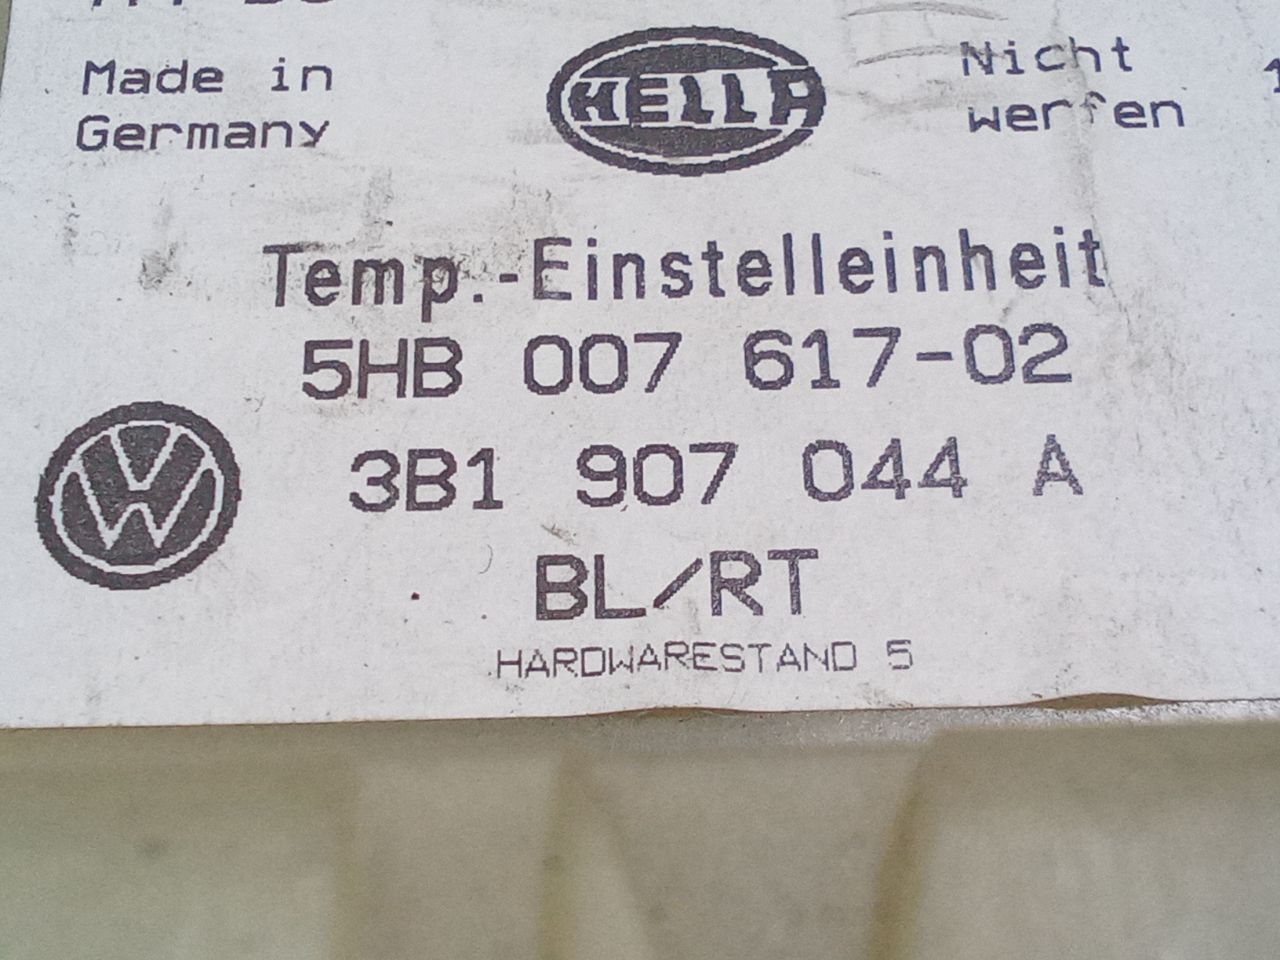 Made in
Germany
HELLA
Nicht
werfen
Temp.-Einstelleinheit
5HB 007 617-02
3B1 907 044 A
BL/RT
HARDWARESTAND 5